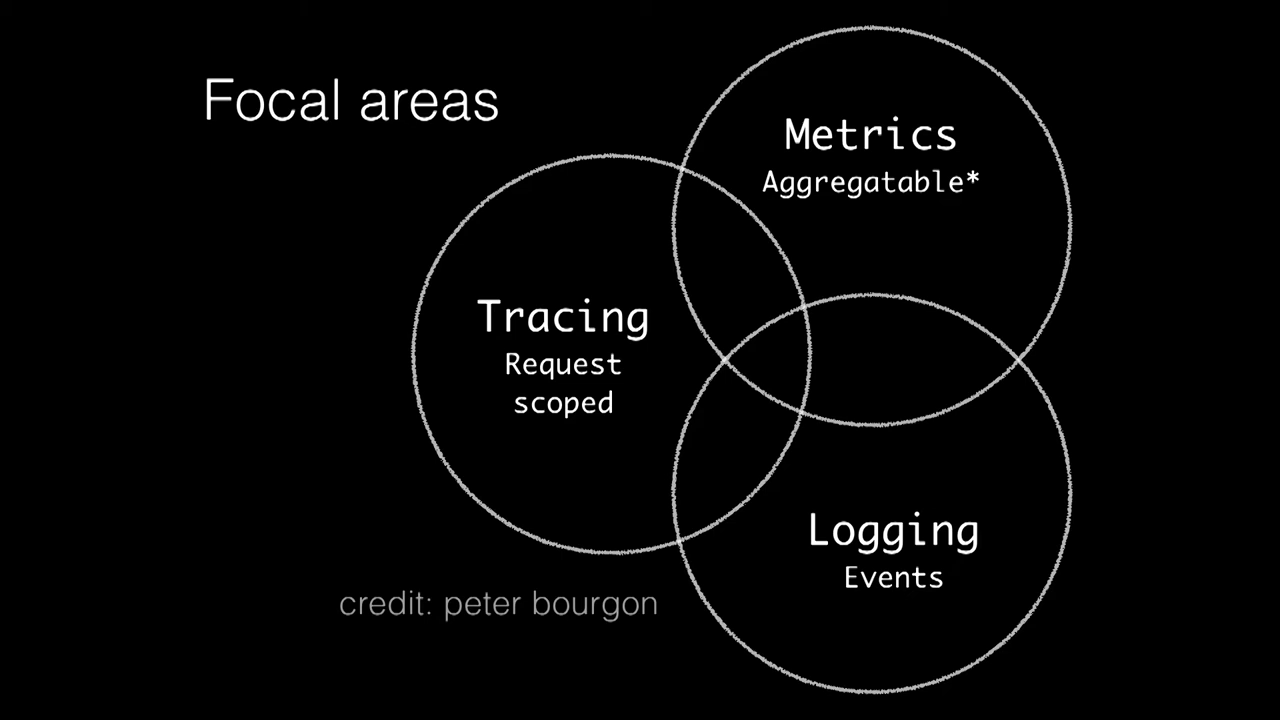 Focal areas
Metrics
Aggregatable*
Tracing
Request
scoped
Logging
Events
credit: peter bourgon